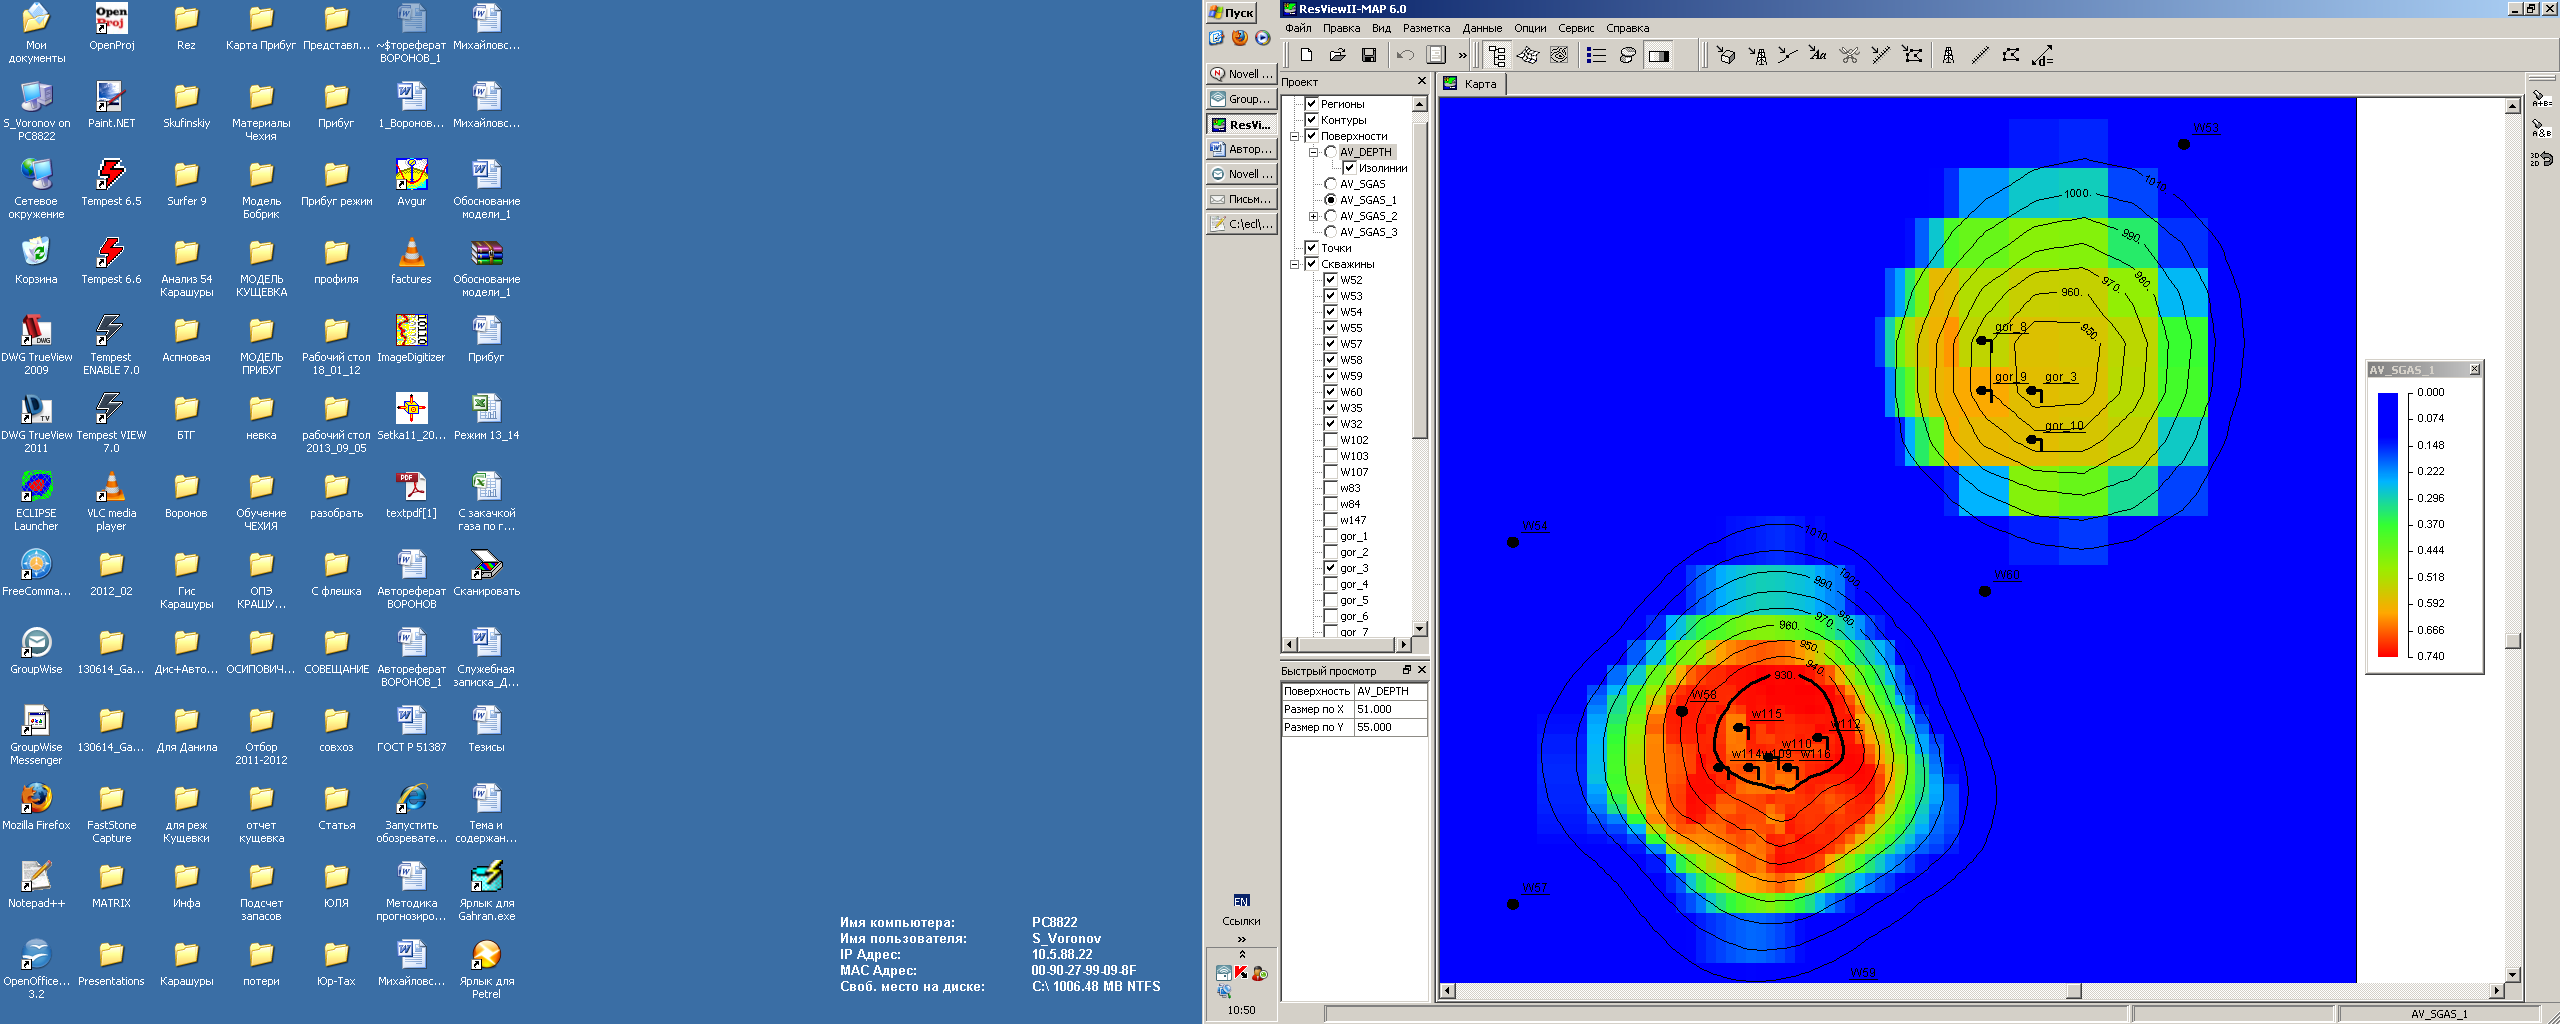 Мои документы
OpenProj
Rez
Карта Прибуг
Представл...
~$тореферат ВОРОНОВ_1
Михайловс...
S_Voronov on PC8822
Paint.NET
Skufinskiy
Материалы Чехия
Прибуг
1_Воронов...
Михайловс...
Сетевое окружение
Tempest 6.5
Surfer 9
Модель Бобрик
Прибуг режим
Avgur
Обоснование модели_1
Корзина
Tempest 6.6
Анализ 54 Карашуры
МОДЕЛЬ КУЩЕВКА
профиля
factures
Обоснование модели_1
DWG TrueView 2009
Tempest ENABLE 7.0
Аспновая
МОДЕЛЬ ПРИБУГ
Рабочий стол 18_01_12
ImageDigitizer
Прибуг
DWG TrueView 2011
Tempest VIEW 7.0
БТГ
невка
рабочий стол 2013_09_05
Setka11_20...
Режим 13_14
ECLIPSE Launcher
VLC media player
Воронов
Обучение ЧЕХИЯ
разобрать
textpdf[1]
С закачкой газа по г...
FreeComma...
2012_02
Гис Карашуры
ОПЭ КРАШУ...
С флешка
Автореферат ВОРОНОВ
Сканировать
GroupWise
130614_Ga...
Дис+Авто...
ОСИПОВИЧ...
СОВЕЩАНИЕ
Автореферат ВОРОНОВ_1
Служебная записка_Д...
GroupWise Messenger
130614_Ga...
Для Данила
Отбор 2011-2012
совхоз
ГОСТ Р 51387
Тезисы
Mozilla Firefox
FastStone Capture
для реж Кущевки
отчет кущевка
Статья
Запустить обозревате...
Тема и содержан...
Notepad++
MATRIX
Инфа
Подсчет запасов
ЮЛЯ
Методика прогнозиро...
Ярлык для Gahran.exe
OpenOffice... 3.2
Presentations
Карашуры
потери
Юр-Тах
Михайловс...
Ярлык для Petrel
Имя компьютера: PC8822
Имя пользователя: S_Voronov
IP Адрес: 10.5.88.22
MAC Адрес: 00-90-27-99-09-8F
Своб. место на диске: C:\ 1006.48 MB NTFS
Пуск
Novell ...
Group...
ResVi...
Автор...
Novell ...
Письм...
C:\ecl\...
EN
Ссылки
10:50
ResViewII-MAP 6.0
Файл Правка Вид Разметка Данные Опции Сервис Справка
Проект
Регионы
Контуры
Поверхности
AV_DEPTH
Изолинии
AV_SGAS
AV_SGAS_1
AV_SGAS_2
AV_SGAS_3
Точки
Скважины
W52
W53
W54
W55
W57
W58
W59
W60
W35
W32
W102
W103
W107
w83
w84
w147
gor_1
gor_2
gor_3
gor_4
gor_5
gor_6
gor_7
Быстрый просмотр
Поверхность AV_DEPTH
Размер по X 51.000
Размер по Y 55.000
Карта
1010.
1000.
990.
980.
970.
960.
950.
gor_8
gor_9 gor_3
gor_10
W60
1010.
1000.
990.
980.
970.
960.
950.
940.
930.
W58
w115
w112
w110
w114 w109 w116
W59
AV_SGAS_1
0.000
0.074
0.148
0.222
0.296
0.370
0.444
0.518
0.592
0.666
0.740
A+B=
A&B
3D
2D
AV_SGAS_1